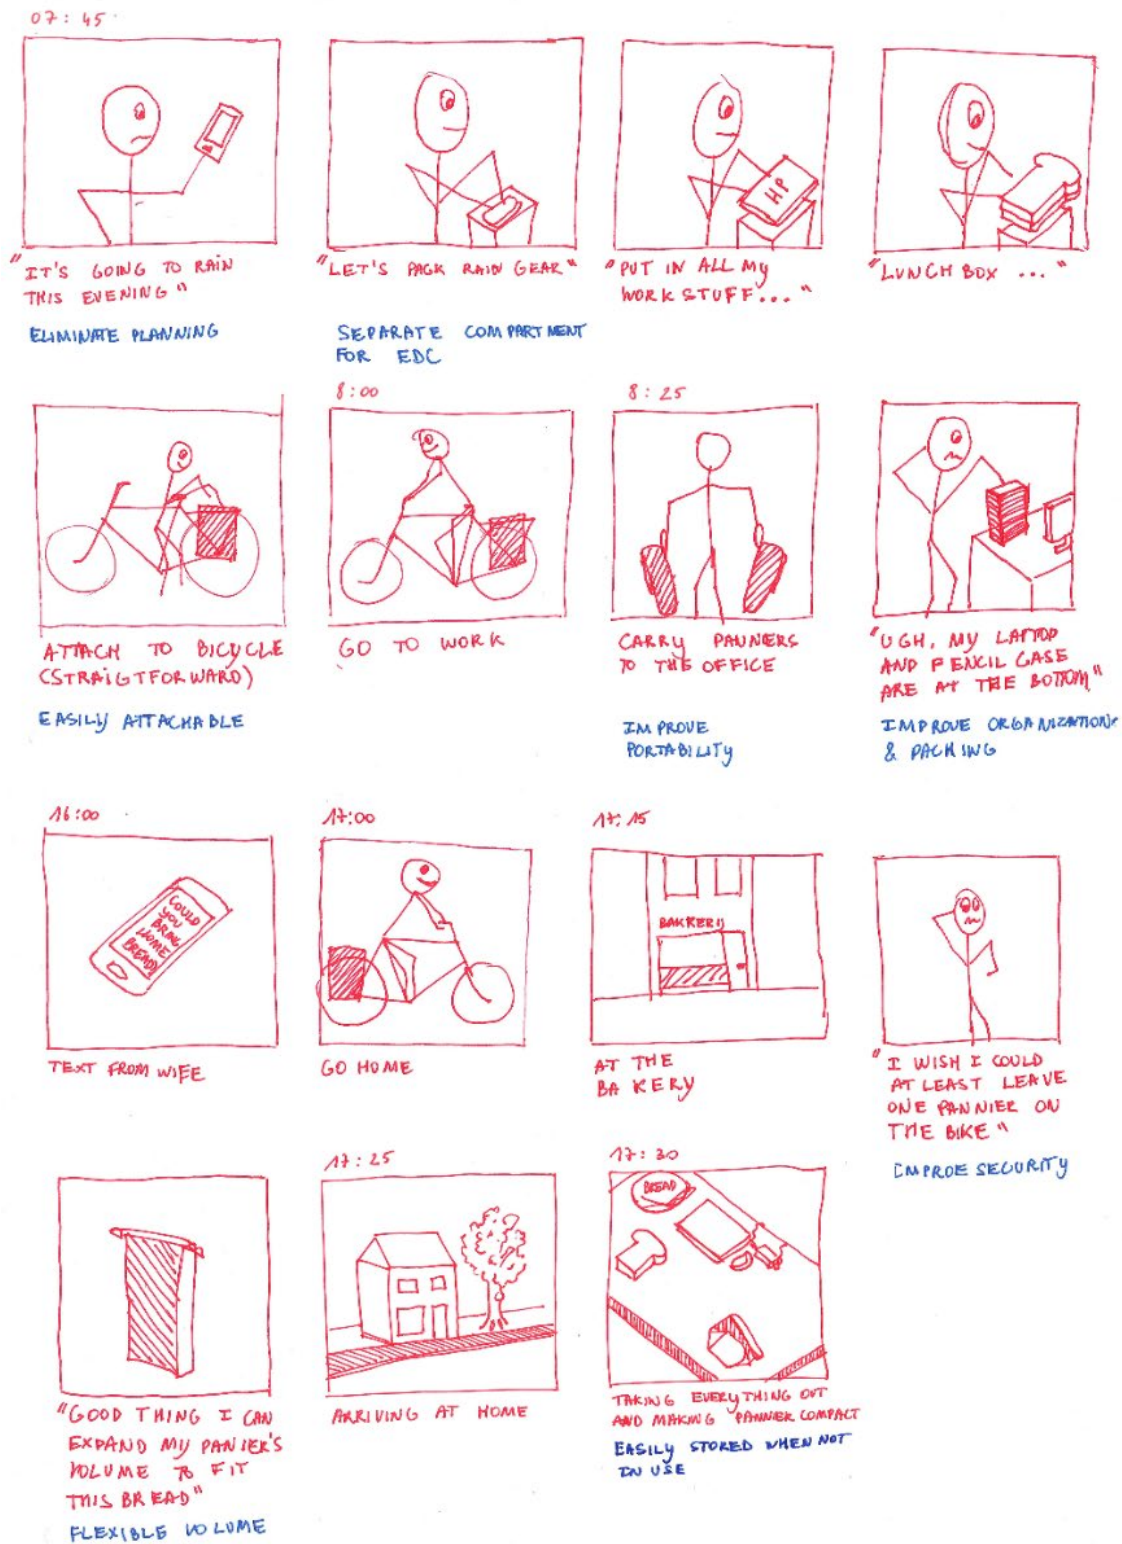 07:45
"IT'S GOING TO RAIN
THIS EVENING"
ELIMINATE PLANNING
"LET'S PACK RAIN GEAR"
SEPARATE COMPARTMENT
FOR EDC
HP
"PUT IN ALL MY
WORK STUFF..."
"LUNCH BOX ..."
ATTACH TO BICYCLE
(STRAIGTFORWARD)
EASILY ATTACHABLE
8:00
GO TO WORK
8:25
CARRY PANNIERS
TO THE OFFICE
IMPROVE
PORTABILITY
"UGH, MY LAPTOP
AND PENCIL CASE
ARE AT THE BOTTOM"
IMPROVE ORGANIZATION
& PACKING
16:00
COULD
YOU
BRING
HOME
BREAD?
TEXT FROM WIFE
17:00
GO HOME
17:15
BAKKERIJ
AT THE
BAKERY
"I WISH I COULD
AT LEAST LEAVE
ONE PANNIER ON
THE BIKE"
IMPROE SECURITY
"GOOD THING I CAN
EXPAND MY PANIER'S
VOLUME TO FIT
THIS BREAD"
FLEXIBLE VOLUME
17:25
ARRIVING AT HOME
17:30
BREAD
TAKING EVERYTHING OUT
AND MAKING PANNIER COMPACT
EASILY STORED WHEN NOT
IN USE